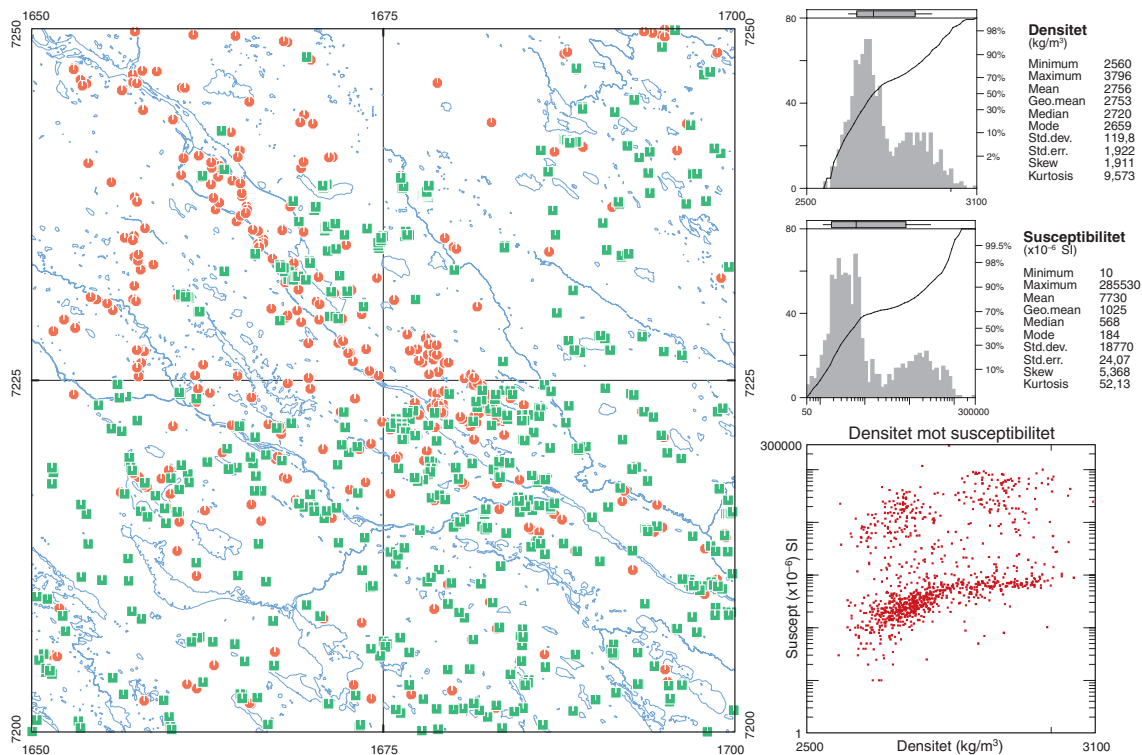 1650 1675 1700
7250 7250
7225 7225
7200 7200
1650 1675 1700
80
40
0
98%
90%
70%
50%
30%
10%
2%
2500 3100
Densitet
(kg/m³)
Minimum 2560
Maximum 3796
Mean 2756
Geo.mean 2753
Median 2720
Mode 2659
Std.dev. 119,8
Std.err. 1,922
Skew 1,911
Kurtosis 9,573
80
40
0
99.5%
98%
90%
70%
50%
30%
10%
50 300000
Susceptibilitet
(x10⁻⁶ SI)
Minimum 10
Maximum 285530
Mean 7730
Geo.mean 1025
Median 568
Mode 184
Std.dev. 18770
Std.err. 24,07
Skew 5,368
Kurtosis 52,13
Densitet mot susceptibilitet
300000
Suscept (x10⁻⁶) SI
1
2500 Densitet (kg/m³) 3100